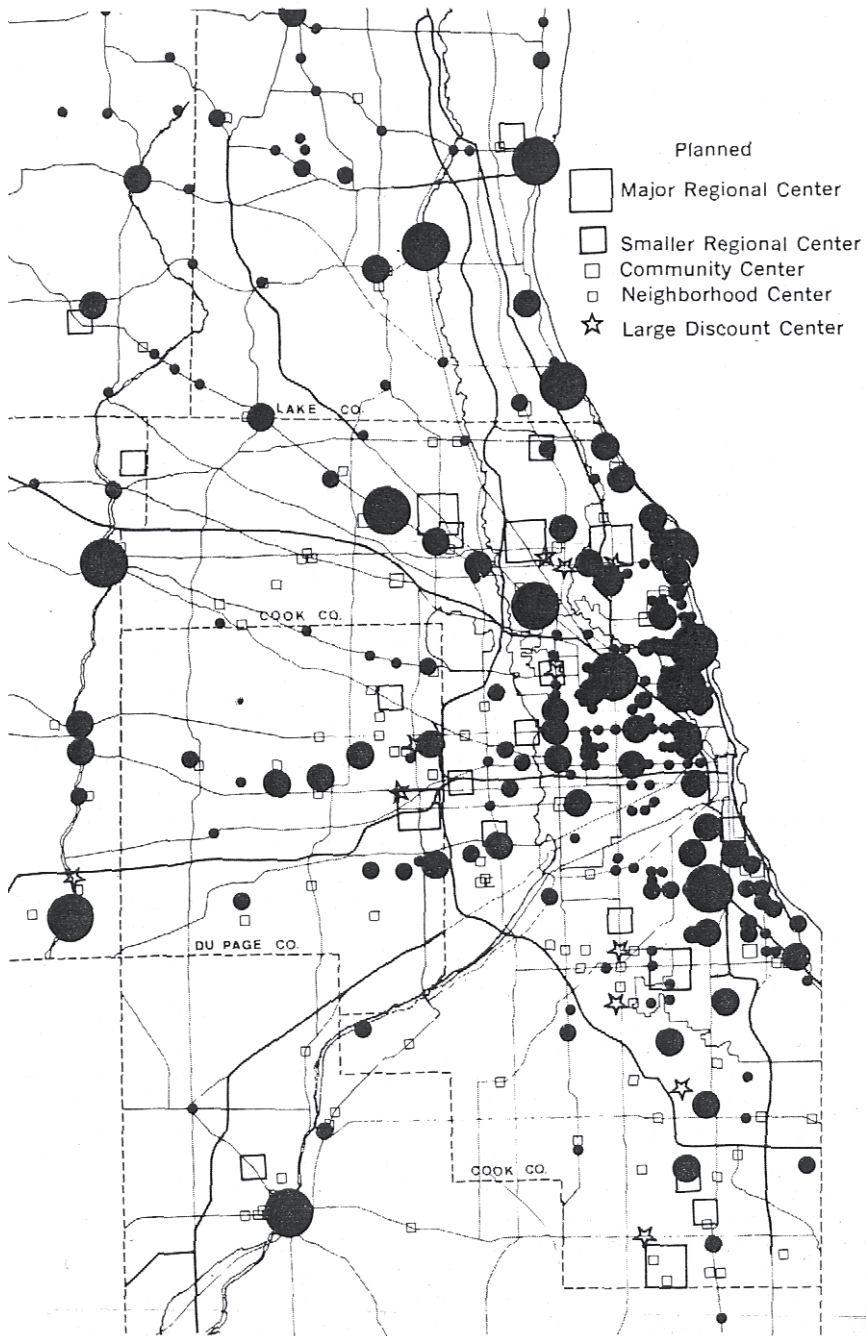 Planned
Major Regional Center
Smaller Regional Center
Community Center
Neighborhood Center
Large Discount Center
LAKE CO.
COOK CO.
DU PAGE CO.
COOK CO.